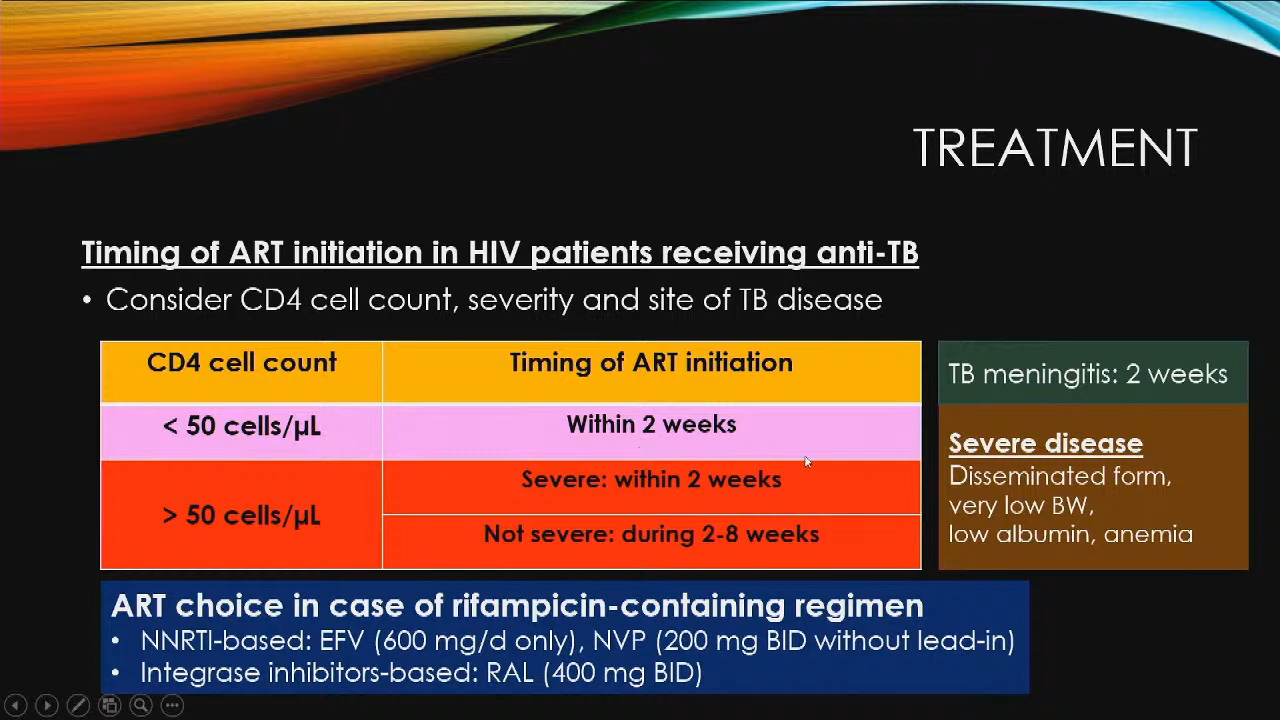 TREATMENT
Timing of ART initiation in HIV patients receiving anti-TB
• Consider CD4 cell count, severity and site of TB disease
CD4 cell count
Timing of ART initiation
< 50 cells/µL
Within 2 weeks
> 50 cells/µL
Severe: within 2 weeks
Not severe: during 2-8 weeks
TB meningitis: 2 weeks
Severe disease
Disseminated form,
very low BW,
low albumin, anemia
ART choice in case of rifampicin-containing regimen
• NNRTI-based: EFV (600 mg/d only), NVP (200 mg BID without lead-in)
• Integrase inhibitors-based: RAL (400 mg BID)